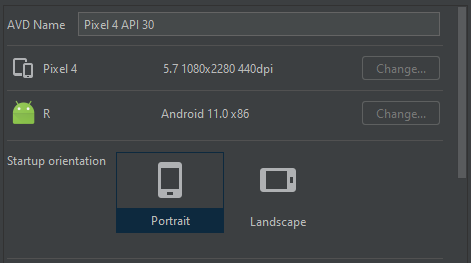 AVD Name Pixel 4 API 30
Pixel 4 5.7 1080x2280 440dpi Change...
R Android 11.0 x86 Change...
Startup orientation
Portrait Landscape